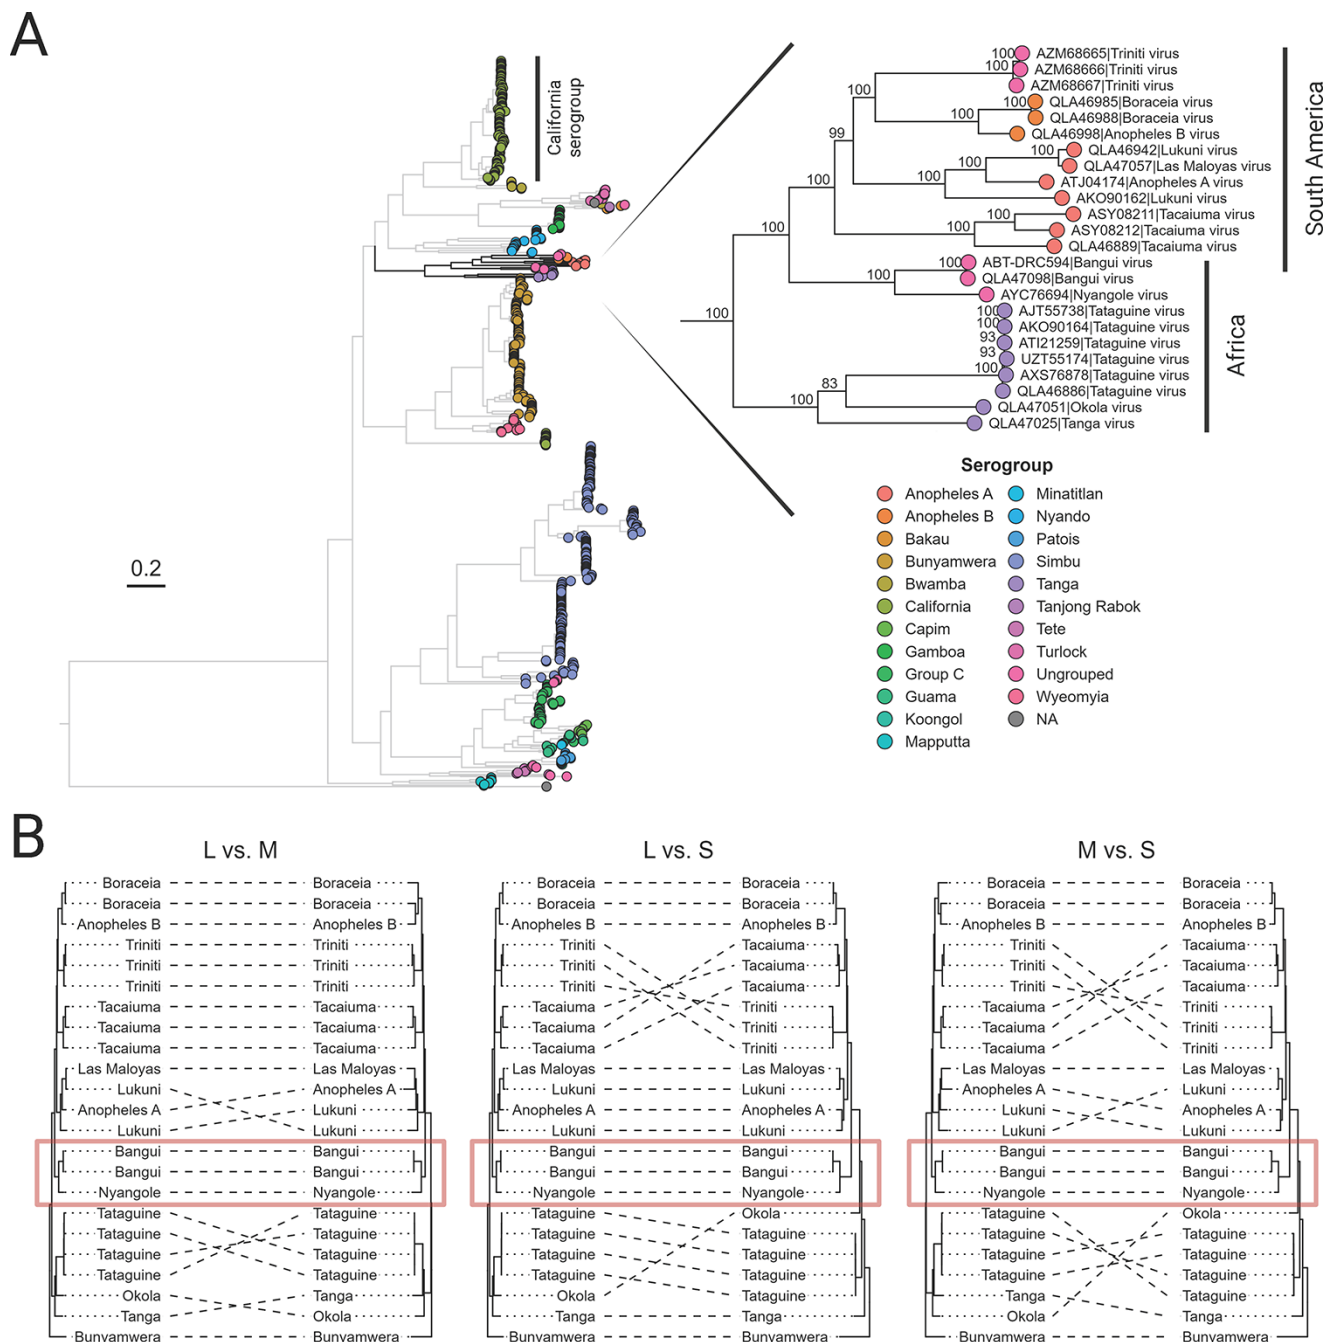 A
California
serogroup
0.2
100
AZM68665|Triniti virus
100
AZM68666|Triniti virus
AZM68667|Triniti virus
100
100
QLA46985|Boraceia virus
QLA46988|Boraceia virus
100
QLA46998|Anopheles B virus
99
QLA46942|Lukuni virus
100
QLA47057|Las Maloyas virus
100
ATJ04174|Anopheles A virus
100
AKO90162|Lukuni virus
100
ASY08211|Tacaiuma virus
100
ASY08212|Tacaiuma virus
100
QLA46889|Tacaiuma virus
100
ABT-DRC594|Bangui virus
100
QLA47098|Bangui virus
100
AYC76694|Nyangole virus
100
AJT55738|Tataguine virus
100
AKO90164|Tataguine virus
100
93
ATI21259|Tataguine virus
93
UZT55174|Tataguine virus
100
AXS76878|Tataguine virus
83
QLA46886|Tataguine virus
100
QLA47051|Okola virus
QLA47025|Tanga virus
South America
Africa
Serogroup
Anopheles A
Anopheles B
Bakau
Bunyamwera
Bwamba
California
Capim
Gamboa
Group C
Guama
Koongol
Mapputta
Minatitlan
Nyando
Patois
Simbu
Tanga
Tanjong Rabok
Tete
Turlock
Ungrouped
Wyeomyia
NA
B
L vs. M
Boraceia Boraceia
Boraceia Boraceia
Anopheles B Anopheles B
Triniti Triniti
Triniti Triniti
Triniti Triniti
Tacaiuma Tacaiuma
Tacaiuma Tacaiuma
Tacaiuma Tacaiuma
Las Maloyas Las Maloyas
Lukuni Anopheles A
Anopheles A Lukuni
Lukuni Lukuni
Bangui Bangui
Bangui Bangui
Nyangole Nyangole
Tataguine Tataguine
Tataguine Tataguine
Tataguine Tataguine
Tataguine Tataguine
Okola Tanga
Tanga Okola
Bunyamwera Bunyamwera
L vs. S
Boraceia Boraceia
Boraceia Boraceia
Anopheles B Anopheles B
Triniti Tacaiuma
Triniti Tacaiuma
Triniti Tacaiuma
Tacaiuma Triniti
Tacaiuma Triniti
Tacaiuma Triniti
Las Maloyas Las Maloyas
Lukuni Lukuni
Anopheles A Anopheles A
Lukuni Lukuni
Bangui Bangui
Bangui Bangui
Nyangole Nyangole
Tataguine Okola
Tataguine Tataguine
Tataguine Tataguine
Tataguine Tataguine
Okola Tataguine
Tanga Tanga
Bunyamwera Bunyamwera
M vs. S
Boraceia Boraceia
Boraceia Boraceia
Anopheles B Anopheles B
Triniti Tacaiuma
Triniti Tacaiuma
Triniti Tacaiuma
Tacaiuma Triniti
Tacaiuma Triniti
Tacaiuma Triniti
Las Maloyas Las Maloyas
Anopheles A Lukuni
Lukuni Anopheles A
Lukuni Lukuni
Bangui Bangui
Bangui Bangui
Nyangole Nyangole
Tataguine Okola
Tataguine Tataguine
Tataguine Tataguine
Tataguine Tataguine
Tanga Tataguine
Okola Tanga
Bunyamwera Bunyamwera